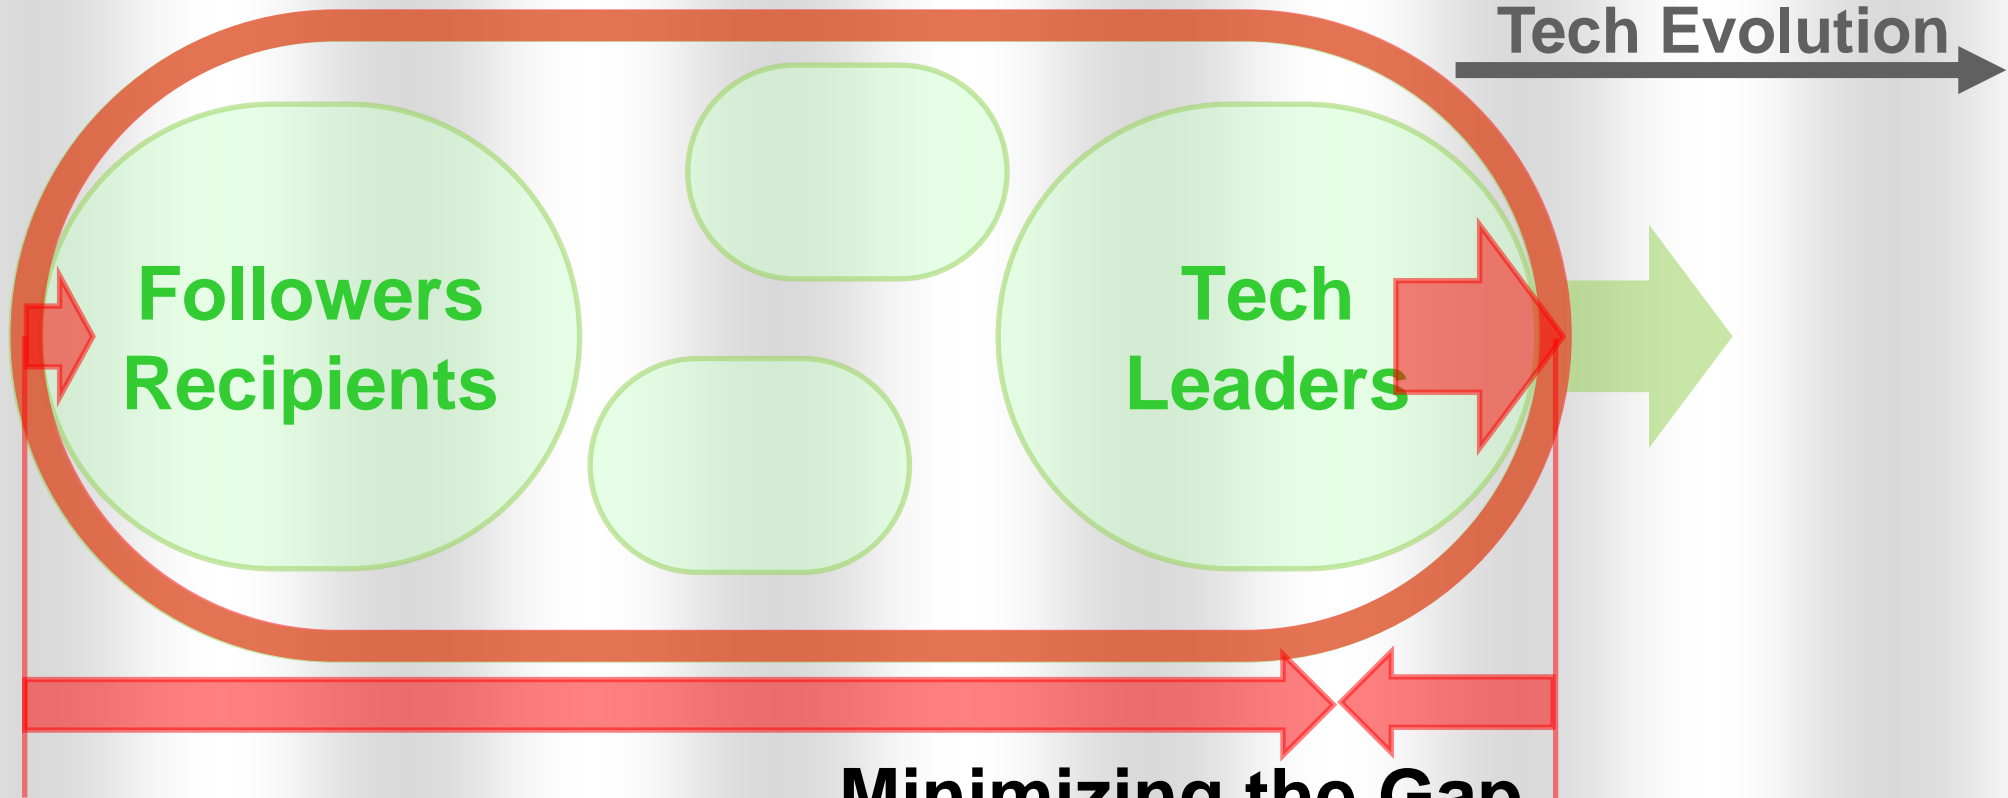 Tech Evolution
Followers
Recipients
Tech
Leaders
Minimizing the Gap